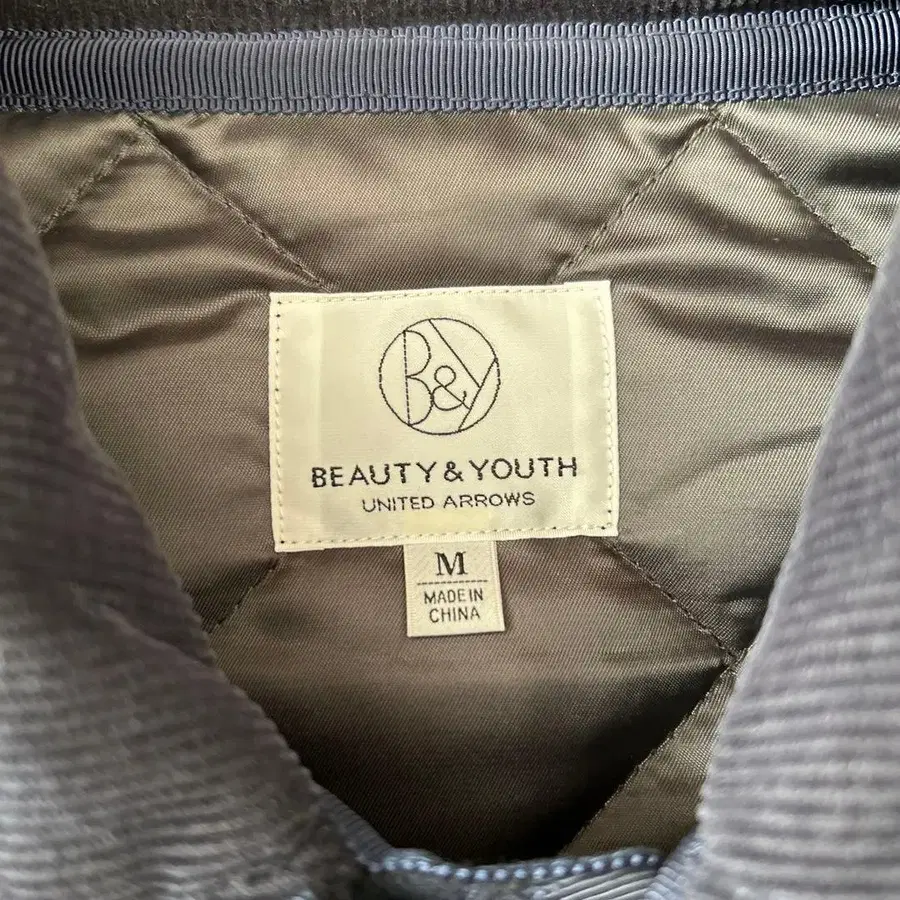 B&Y
BEAUTY & YOUTH
UNITED ARROWS
M
MADE IN
CHINA